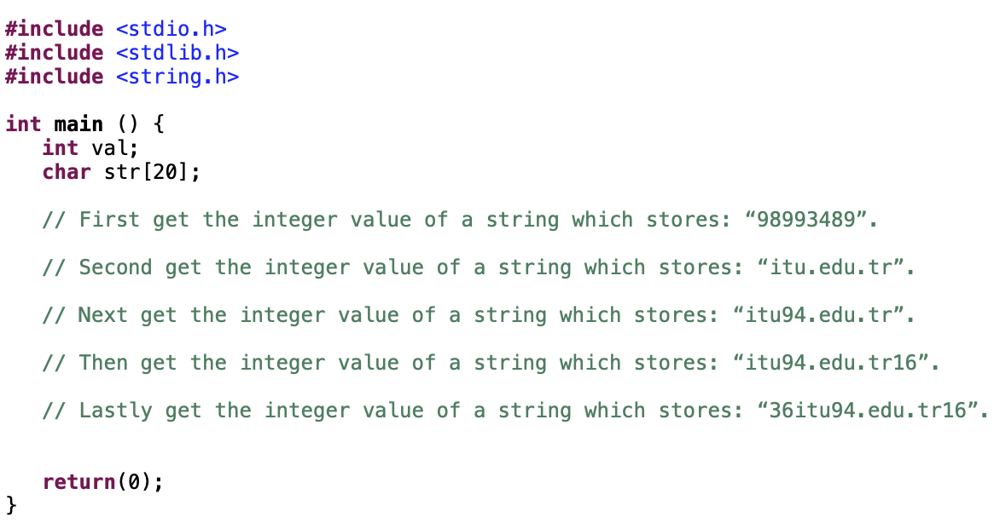 #include <stdio.h>
#include <stdlib.h>
#include <string.h>
int main () {
int val;
char str[20];
// First get the integer value of a string which stores: “98993489”.
// Second get the integer value of a string which stores: “itu.edu.tr”.
// Next get the integer value of a string which stores: “itu94.edu.tr”.
// Then get the integer value of a string which stores: “itu94.edu.tr16”.
// Lastly get the integer value of a string which stores: “36itu94.edu.tr16”.
return(0);
}